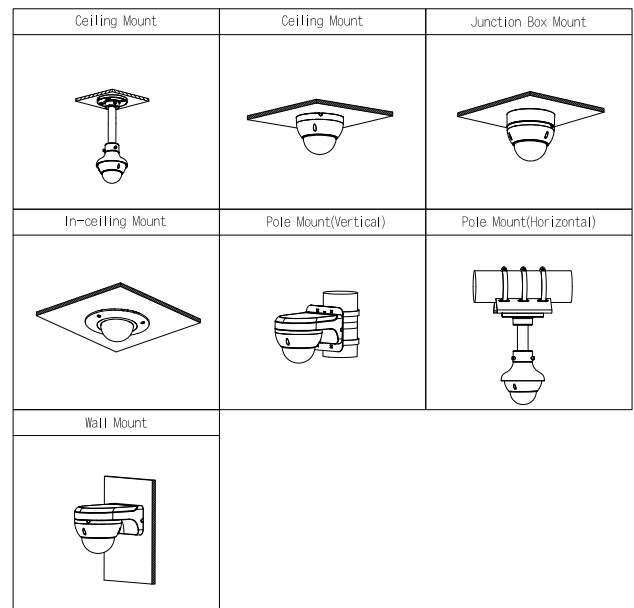 Ceiling Mount
Ceiling Mount
Junction Box Mount
In-ceiling Mount
Pole Mount(Vertical)
Pole Mount(Horizontal)
Wall Mount